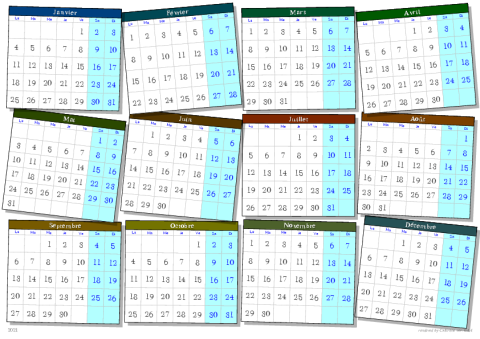 Janvier
Lu Ma Me Je Ve Sa Di
1 2 3
4 5 6 7 8 9 10
11 12 13 14 15 16 17
18 19 20 21 22 23 24
25 26 27 28 29 30 31
Février
Lu Ma Me Je Ve Sa Di
1 2 3 4 5 6 7
8 9 10 11 12 13 14
15 16 17 18 19 20 21
22 23 24 25 26 27 28
Mars
Lu Ma Me Je Ve Sa Di
1 2 3 4 5 6 7
8 9 10 11 12 13 14
15 16 17 18 19 20 21
22 23 24 25 26 27 28
29 30 31
Avril
Lu Ma Me Je Ve Sa Di
1 2 3 4
5 6 7 8 9 10 11
12 13 14 15 16 17 18
19 20 21 22 23 24 25
26 27 28 29 30
Mai
Lu Ma Me Je Ve Sa Di
1 2
3 4 5 6 7 8 9
10 11 12 13 14 15 16
17 18 19 20 21 22 23
24 25 26 27 28 29 30
31
Juin
Lu Ma Me Je Ve Sa Di
1 2 3 4 5 6
7 8 9 10 11 12 13
14 15 16 17 18 19 20
21 22 23 24 25 26 27
28 29 30
Juillet
Lu Ma Me Je Ve Sa Di
1 2 3 4
5 6 7 8 9 10 11
12 13 14 15 16 17 18
19 20 21 22 23 24 25
26 27 28 29 30 31
Août
Lu Ma Me Je Ve Sa Di
1
2 3 4 5 6 7 8
9 10 11 12 13 14 15
16 17 18 19 20 21 22
23 24 25 26 27 28 29
30 31
Septembre
Lu Ma Me Je Ve Sa Di
1 2 3 4 5
6 7 8 9 10 11 12
13 14 15 16 17 18 19
20 21 22 23 24 25 26
27 28 29 30
Octobre
Lu Ma Me Je Ve Sa Di
1 2 3
4 5 6 7 8 9 10
11 12 13 14 15 16 17
18 19 20 21 22 23 24
25 26 27 28 29 30 31
Novembre
Lu Ma Me Je Ve Sa Di
1 2 3 4 5 6 7
8 9 10 11 12 13 14
15 16 17 18 19 20 21
22 23 24 25 26 27 28
29 30
Décembre
Lu Ma Me Je Ve Sa Di
1 2 3 4 5
6 7 8 9 10 11 12
13 14 15 16 17 18 19
20 21 22 23 24 25 26
27 28 29 30 31
2021
created by